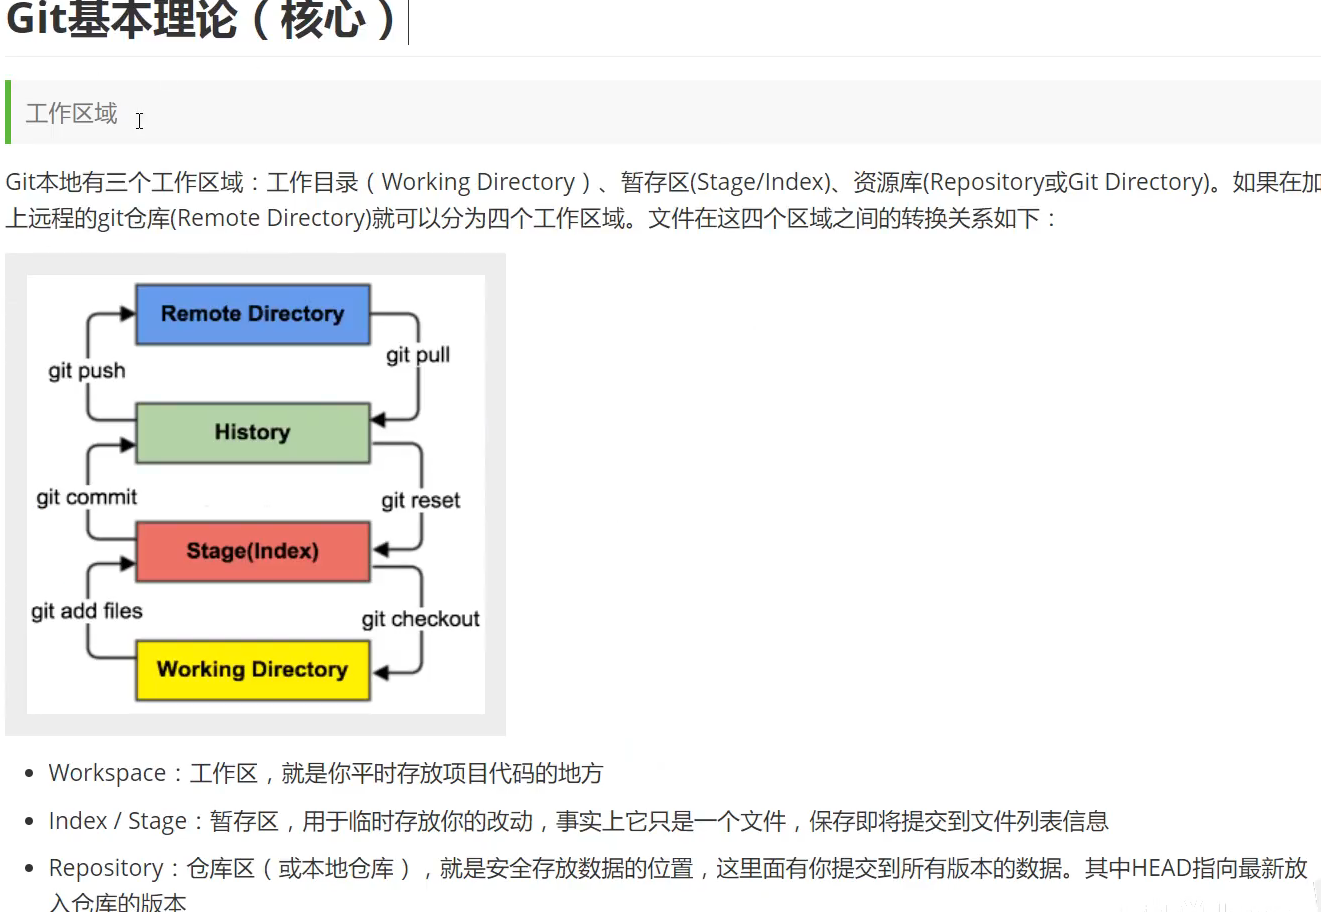 Git基本理论（核心）
工作区域
Git本地有三个工作区域：工作目录（Working Directory）、暂存区(Stage/Index)、资源库(Repository或Git Directory)。如果在加
上远程的git仓库(Remote Directory)就可以分为四个工作区域。文件在这四个区域之间的转换关系如下：
Remote Directory
git pull
git push
History
git commit
git reset
Stage(Index)
git add files
git checkout
Working Directory
Workspace：工作区，就是你平时存放项目代码的地方
Index / Stage：暂存区，用于临时存放你的改动，事实上它只是一个文件，保存即将提交到文件列表信息
Repository：仓库区（或本地仓库），就是安全存放数据的位置，这里面有你提交到所有版本的数据。其中HEAD指向最新放
入仓库的版本